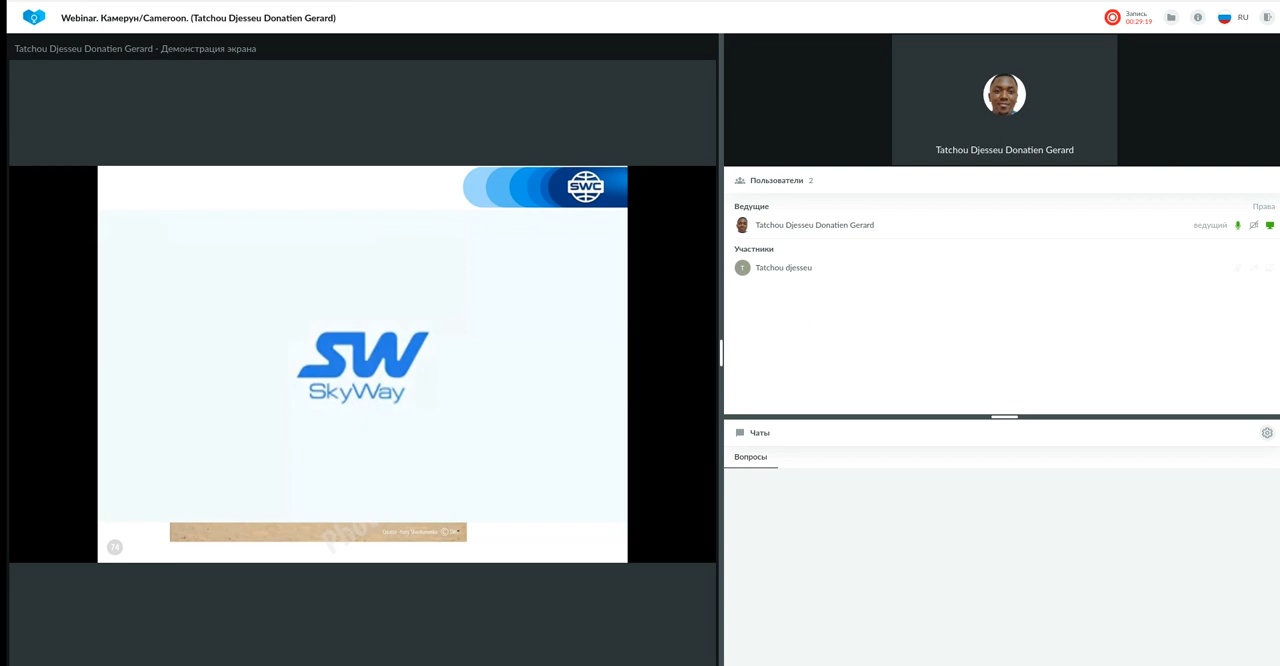 Webinar. Камерун/Cameroon. (Tatchou Djesseu Donatien Gerard)
Запись
00:29:19
RU
Tatchou Djesseu Donatien Gerard - Демонстрация экрана
SWC
SW
SkyWay
74
Tatchou Djesseu Donatien Gerard
Пользователи 2
Ведущие Права
Tatchou Djesseu Donatien Gerard ведущий
Участники
T Tatchou djesseu
Чаты
Вопросы